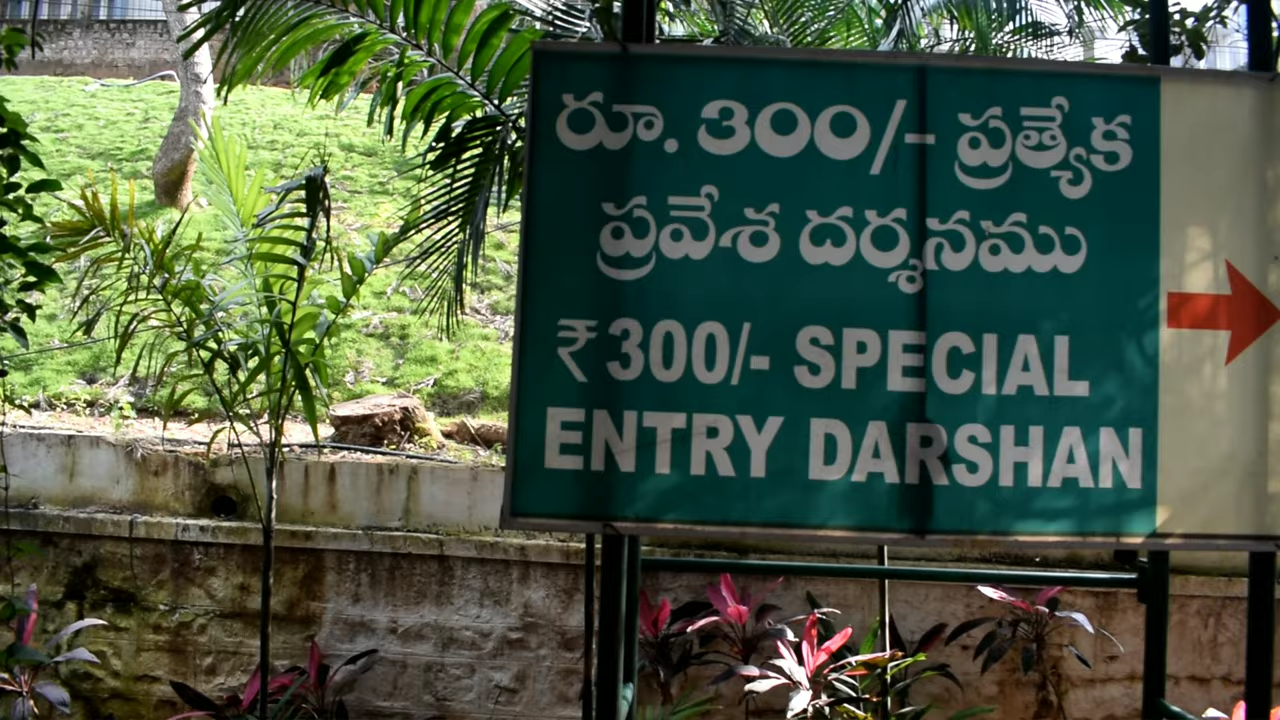 రూ. 300/- ప్రత్యేక
ప్రవేశ దర్శనము
₹300/- SPECIAL
ENTRY DARSHAN